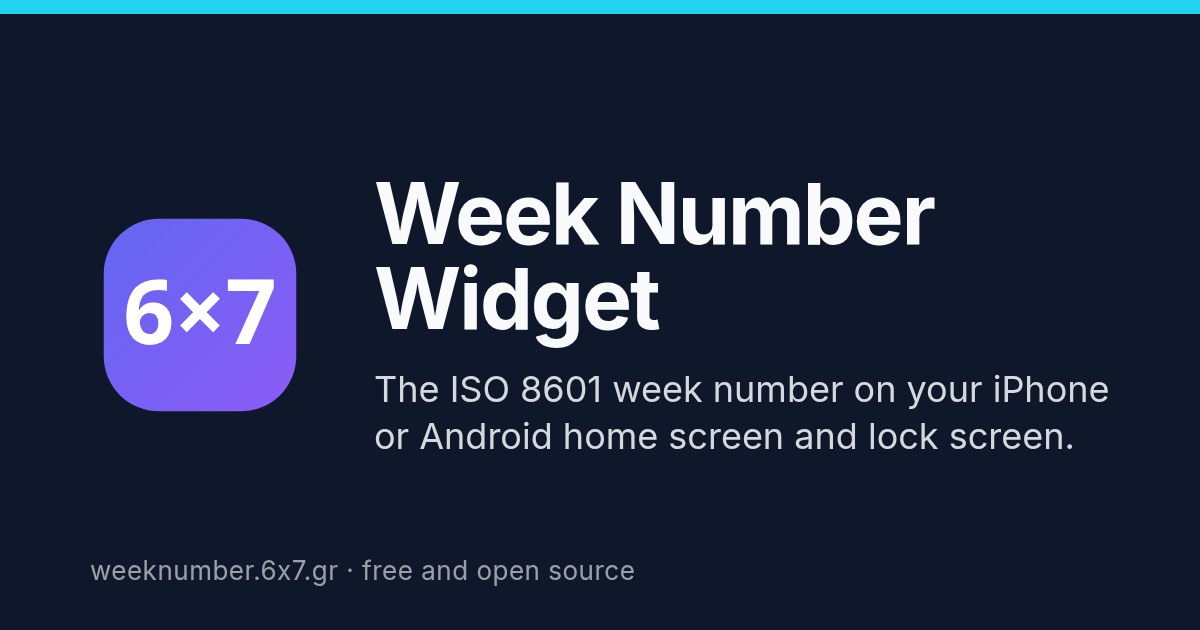 6×7
Week Number
Widget
The ISO 8601 week number on your iPhone
or Android home screen and lock screen.
weeknumber.6x7.gr · free and open source